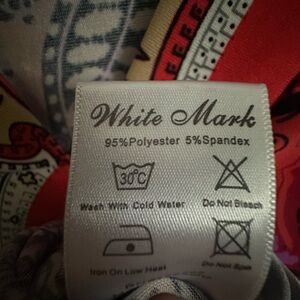 White Mark
95%Polyester 5%Spandex
30°C
Wash With Cold Water Do Not Bleach
Iron On Low Heat